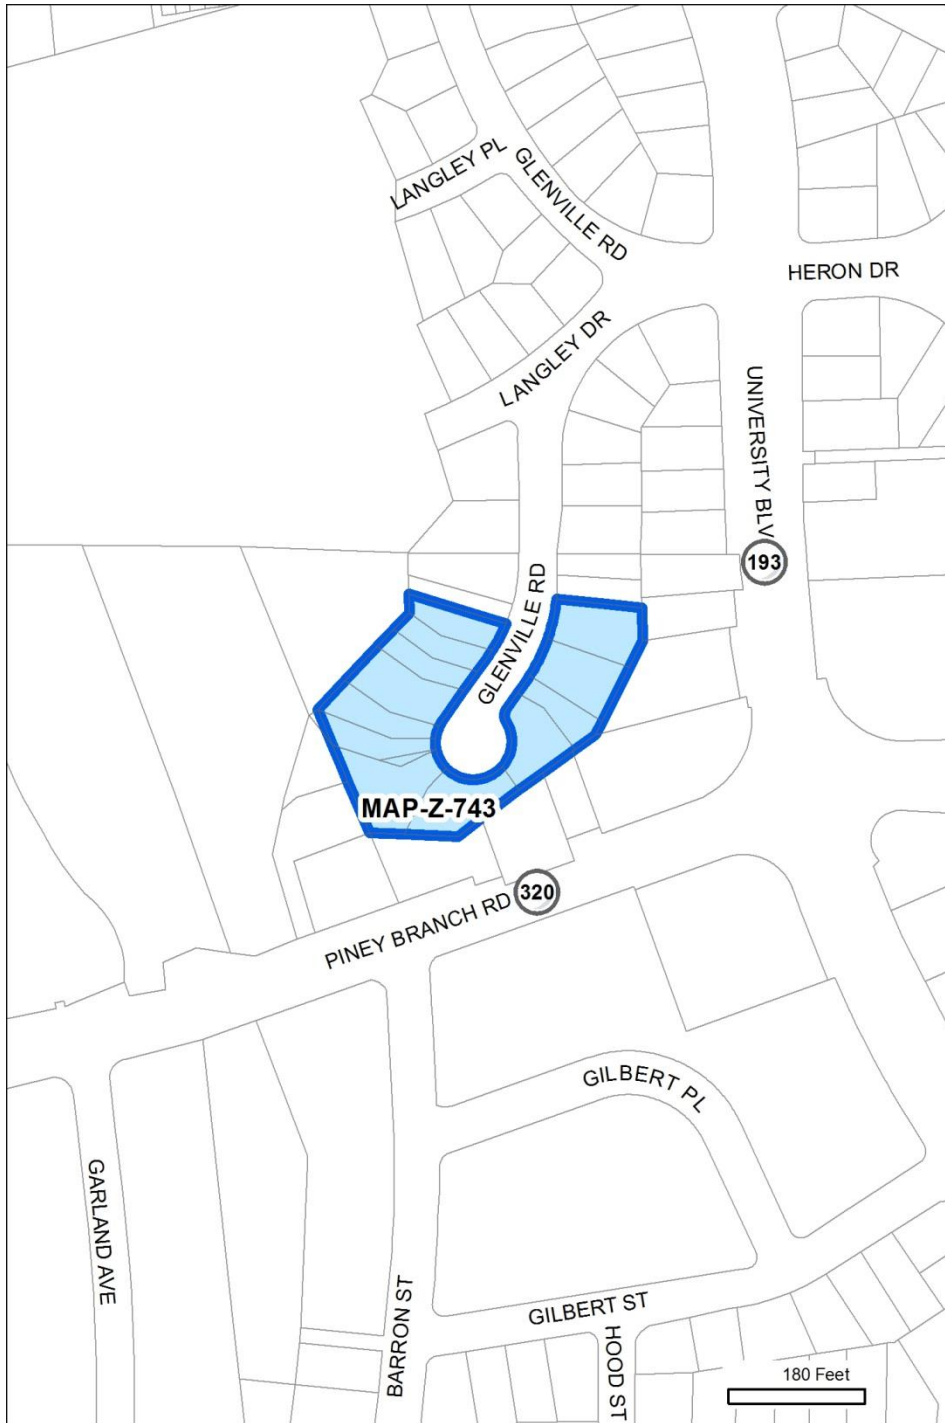 LANGLEY PL
GLENVILLE RD
HERON DR
LANGLEY DR
UNIVERSITY BLV
193
GLENVILLE RD
MAP-Z-743
320
PINEY BRANCH RD
GILBERT PL
GARLAND AVE
BARRON ST
GILBERT ST
HOOD ST
180 Feet